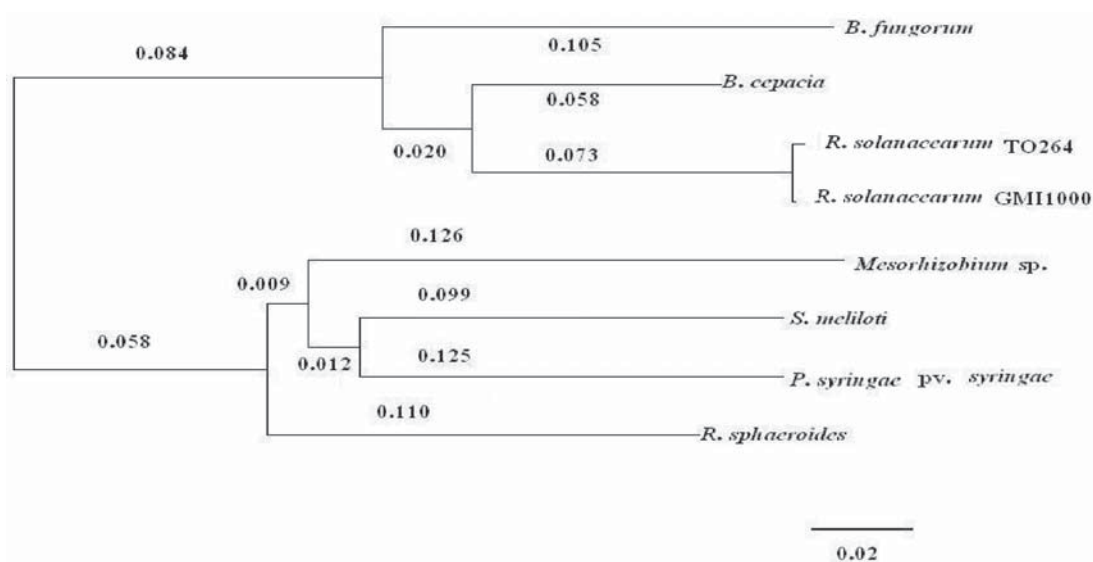 B. fungorum
0.084
0.105
B. cepacia
0.058
0.020
0.073
R. solanacearum TO264
R. solanacearum GMI1000
0.126
Mesorhizobium sp.
0.009
0.099
S. meliloti
0.058
0.012
0.125
P. syringae pv. syringae
0.110
R. sphaeroides
0.02